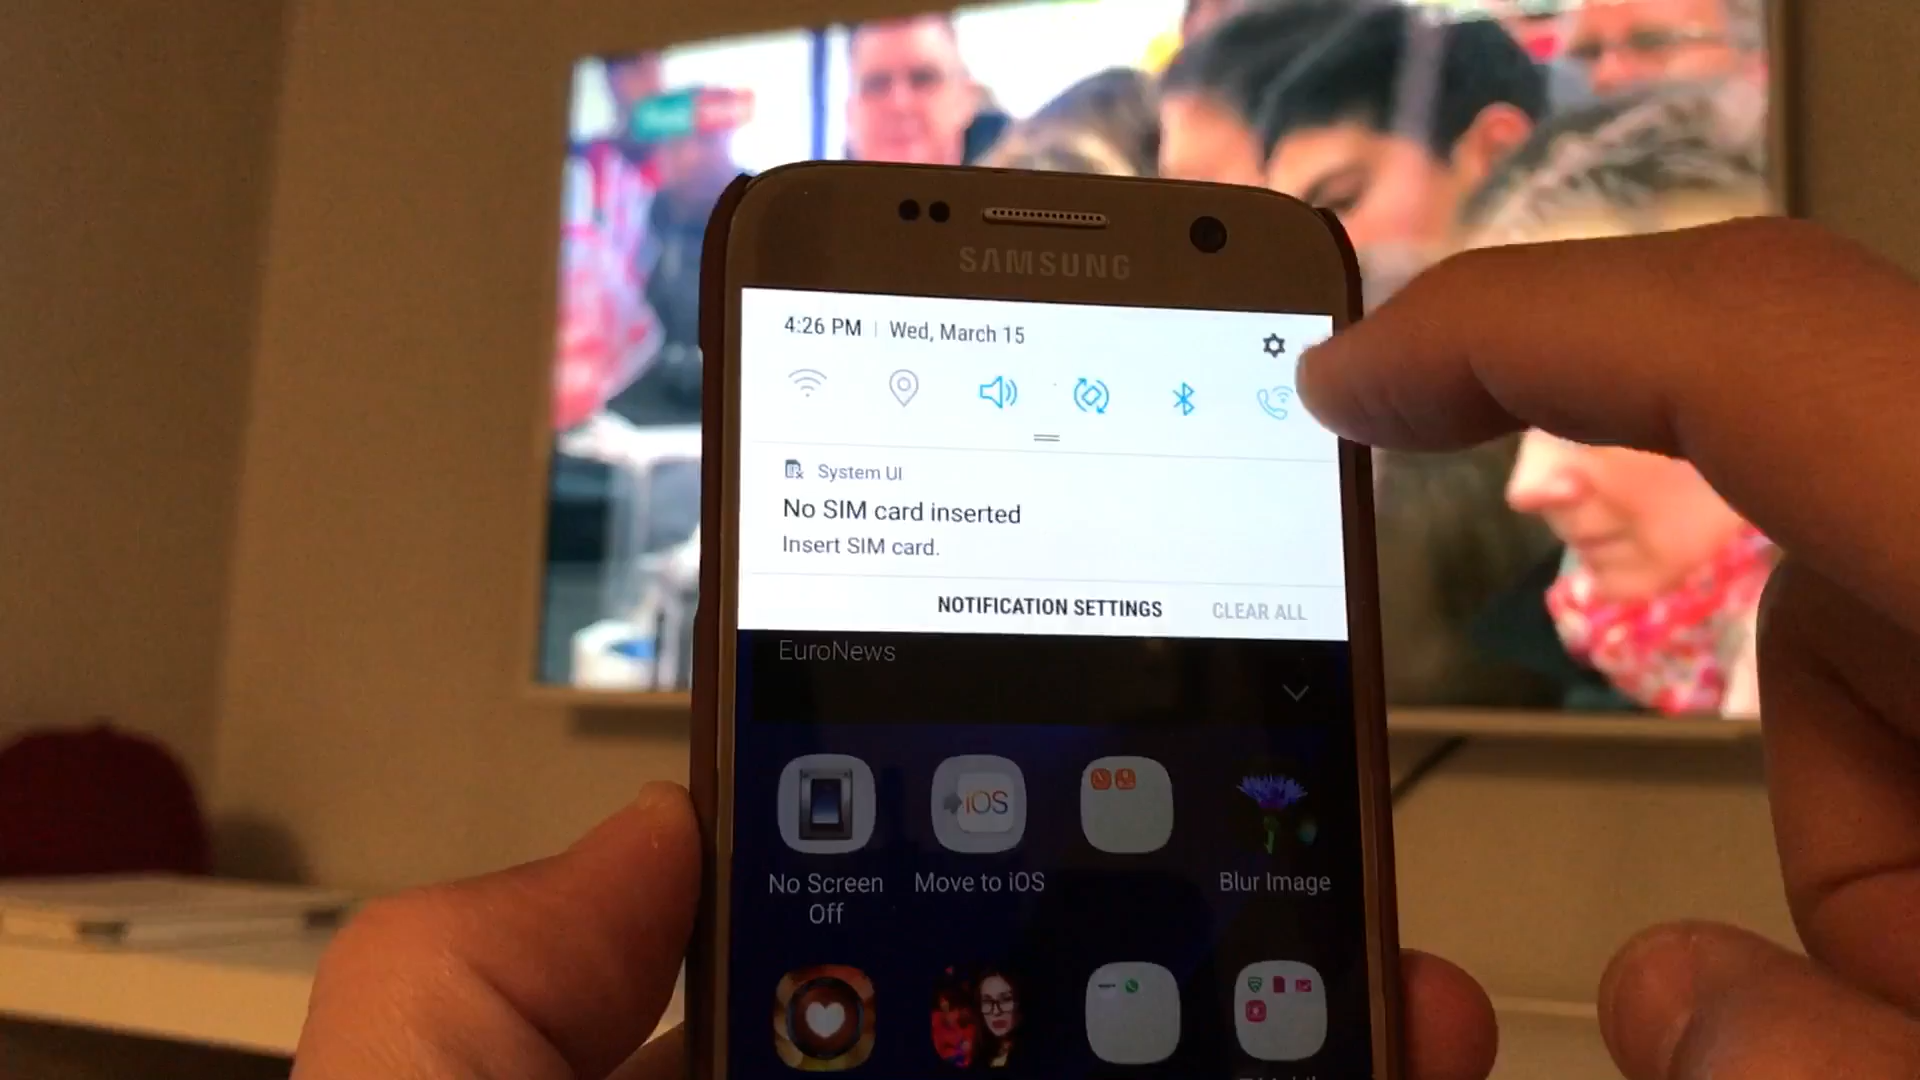 SAMSUNG
4:26 PM | Wed, March 15
System UI
No SIM card inserted
Insert SIM card.
NOTIFICATION SETTINGS CLEAR ALL
EuroNews
iOS
No Screen Off
Move to iOS
Blur Image